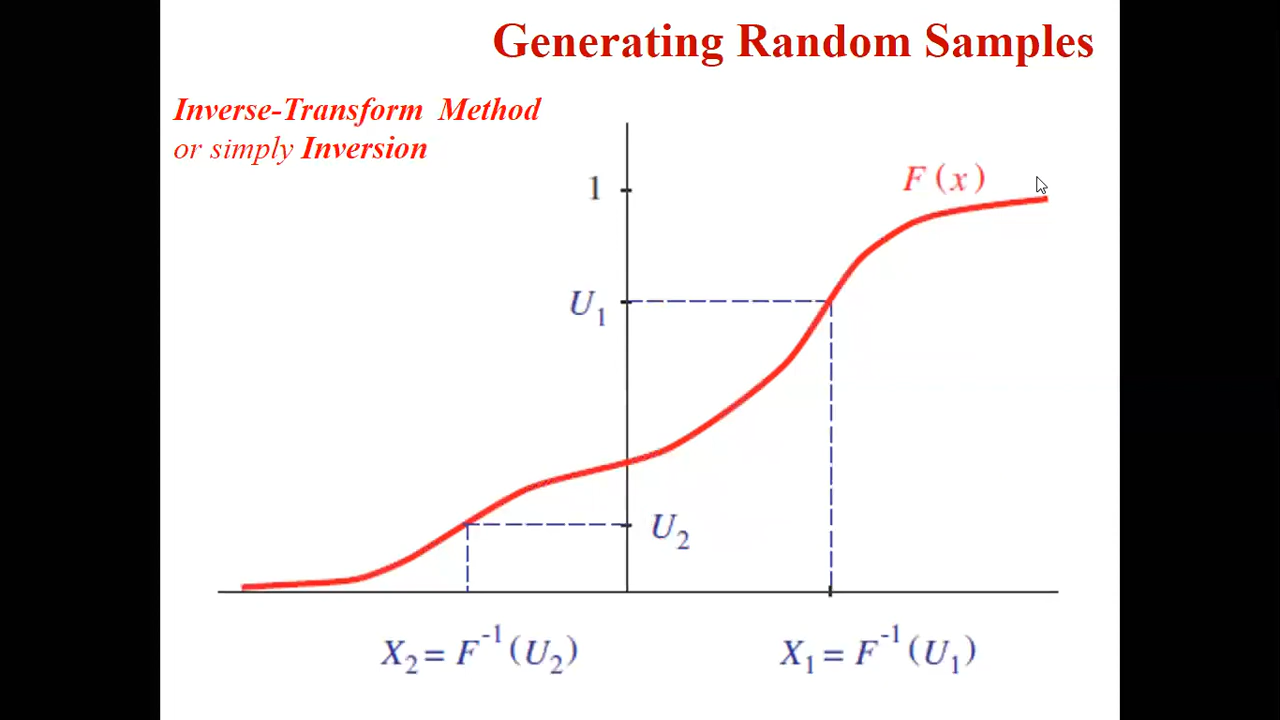 Generating Random Samples
Inverse-Transform Method
or simply Inversion
F (x)
1
U₁
U₂
X₂ = F⁻¹ (U₂)
X₁ = F⁻¹ (U₁)